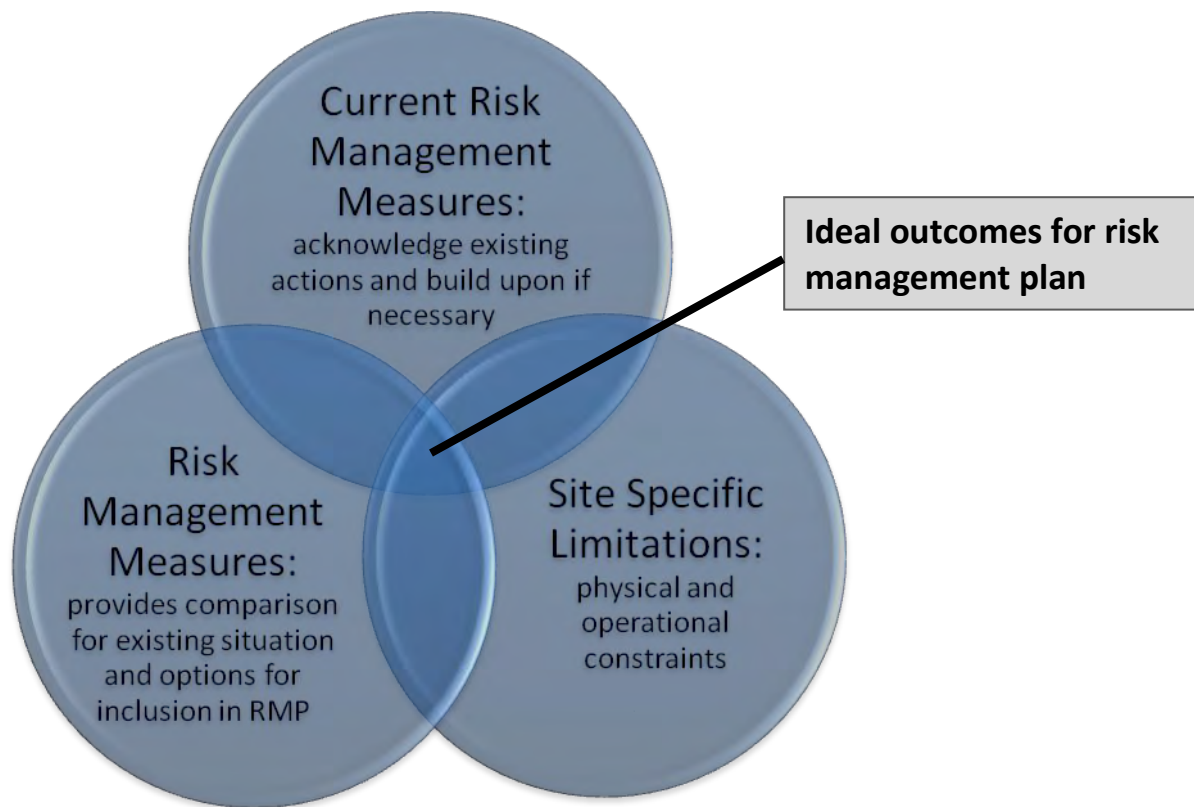 Current Risk
Management
Measures:
acknowledge existing
actions and build upon if
necessary
Ideal outcomes for risk
management plan
Risk
Management
Measures:
provides comparison
for existing situation
and options for
inclusion in RMP
Site Specific
Limitations:
physical and
operational
constraints